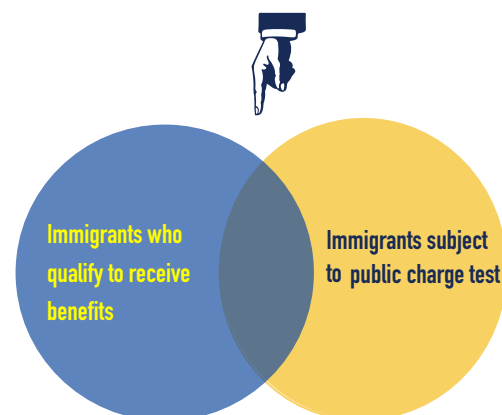 Immigrants who
qualify to receive
benefits
Immigrants subject
to public charge test